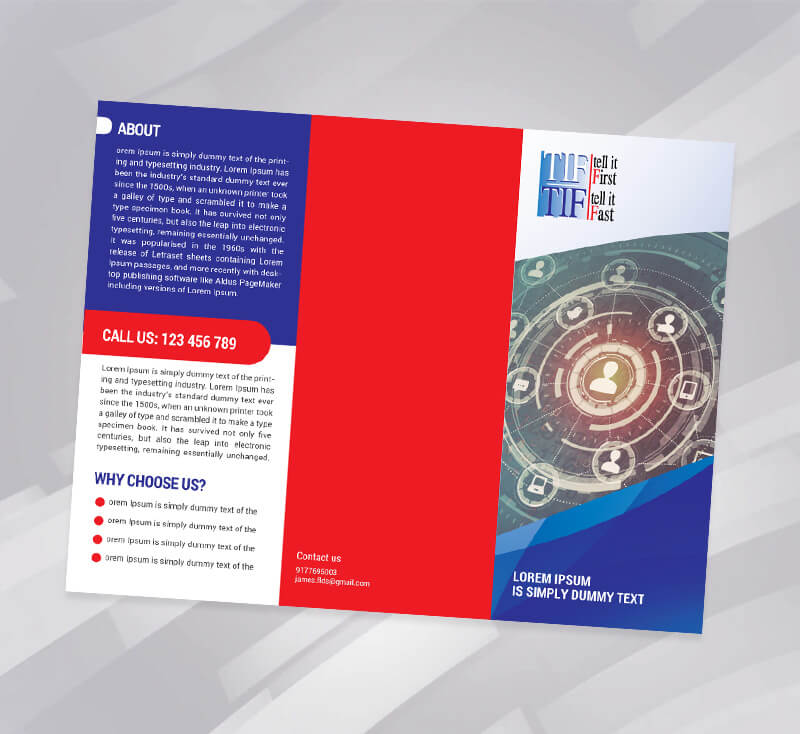 ABOUT
orem Ipsum is simply dummy text of the print-
ing and typesetting industry. Lorem Ipsum has
been the industry's standard dummy text ever
since the 1500s, when an unknown printer took
a galley of type and scrambled it to make a
type specimen book. It has survived not only
five centuries, but also the leap into electronic
typesetting, remaining essentially unchanged.
It was popularised in the 1960s with the
release of Letraset sheets containing Lorem
Ipsum passages, and more recently with desk-
top publishing software like Aldus PageMaker
including versions of Lorem Ipsum.
CALL US: 123 456 789
Lorem Ipsum is simply dummy text of the print-
ing and typesetting industry. Lorem Ipsum has
been the industry's standard dummy text ever
since the 1500s, when an unknown printer took
a galley of type and scrambled it to make a type
specimen book. It has survived not only five
centuries, but also the leap into electronic
typesetting, remaining essentially unchanged.
WHY CHOOSE US?
orem Ipsum is simply dummy text of the
orem Ipsum is simply dummy text of the
orem Ipsum is simply dummy text of the
orem Ipsum is simply dummy text of the
Contact us
9177695003
james.flds@gmail.com
TIF tell it First
TIF tell it Fast
LOREM IPSUM
IS SIMPLY DUMMY TEXT